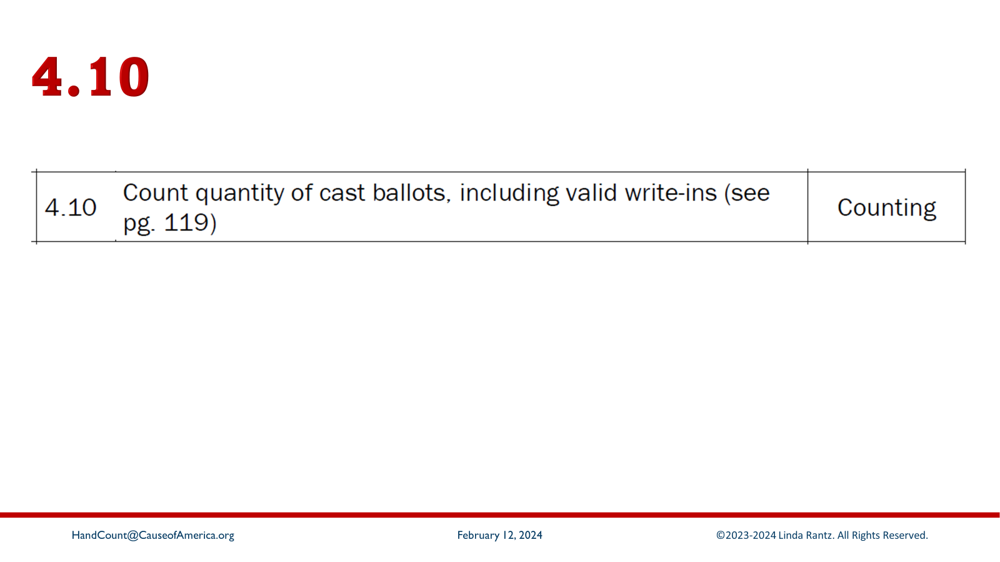 4.10
4.10
Count quantity of cast ballots, including valid write-ins (see
pg. 119)
Counting
HandCount@CauseofAmerica.org
February 12, 2024
©2023-2024 Linda Rantz. All Rights Reserved.